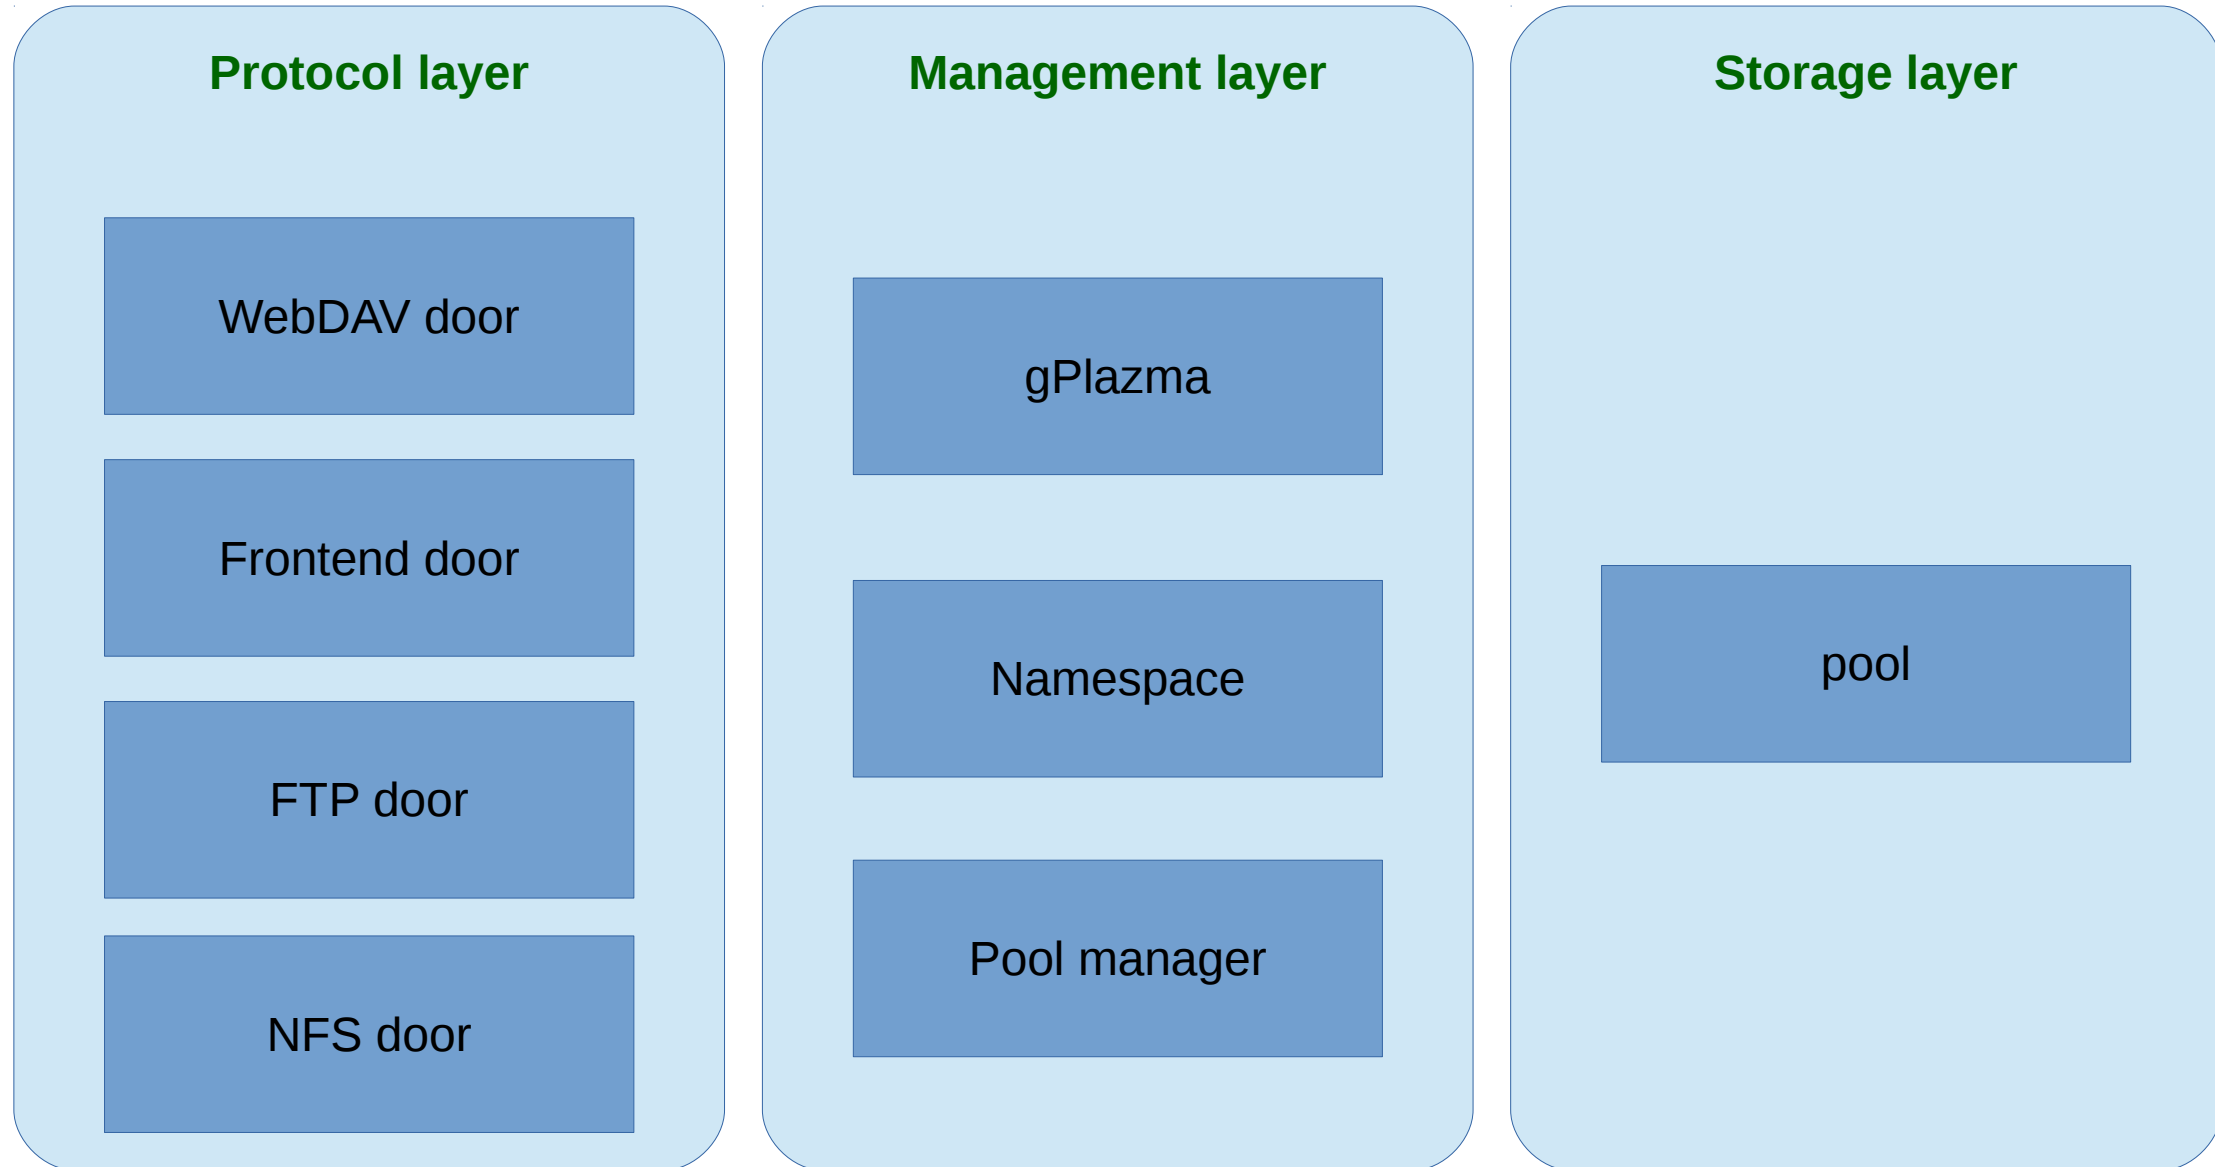 Protocol layer
WebDAV door
Frontend door
FTP door
NFS door
Management layer
gPlazma
Namespace
Pool manager
Storage layer
pool